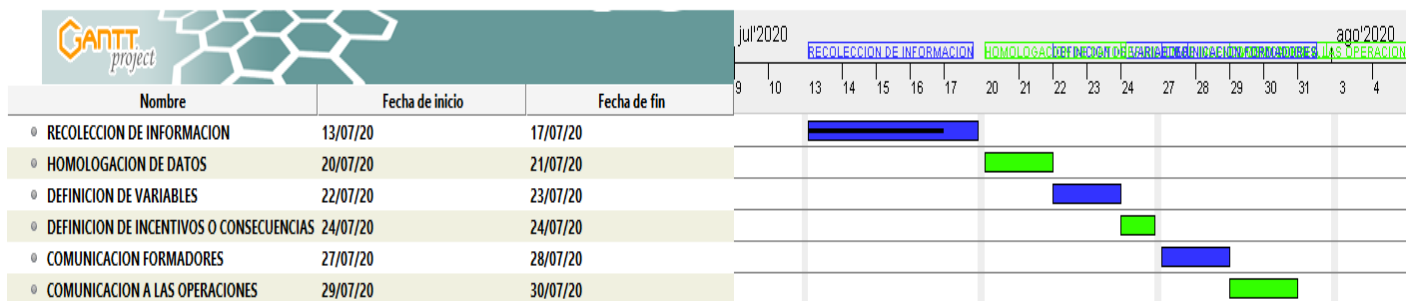 GANTT
project
jul'2020 ago'2020
RECOLECCION DE INFORMACION
9 10 13 14 15 16 17 20 21 22 23 24 27 28 29 30 31 3 4
Nombre Fecha de inicio Fecha de fin
RECOLECCION DE INFORMACION 13/07/20 17/07/20
HOMOLOGACION DE DATOS 20/07/20 21/07/20
DEFINICION DE VARIABLES 22/07/20 23/07/20
DEFINICION DE INCENTIVOS O CONSECUENCIAS 24/07/20 24/07/20
COMUNICACION FORMADORES 27/07/20 28/07/20
COMUNICACION A LAS OPERACIONES 29/07/20 30/07/20